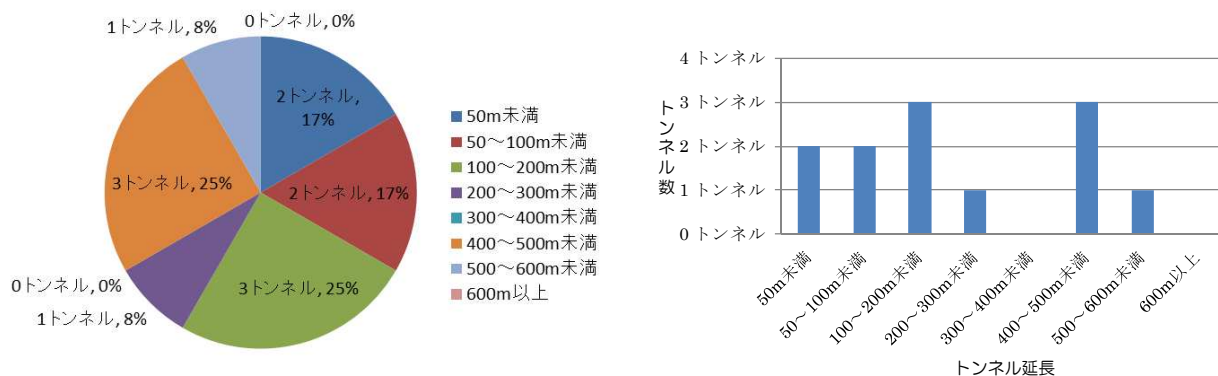 0トンネル, 0%
1トンネル, 8%
2トンネル,
17%
2トンネル, 17%
3トンネル, 25%
3トンネル, 25%
0トンネル, 0%
1トンネル, 8%
50m未満
50～100m未満
100～200m未満
200～300m未満
300～400m未満
400～500m未満
500～600m未満
600m以上
トンネル数
4 トンネル
3 トンネル
2 トンネル
1 トンネル
0 トンネル
50m未満
50～100m未満
100～200m未満
200～300m未満
300～400m未満
400～500m未満
500～600m未満
600m以上
トンネル延長